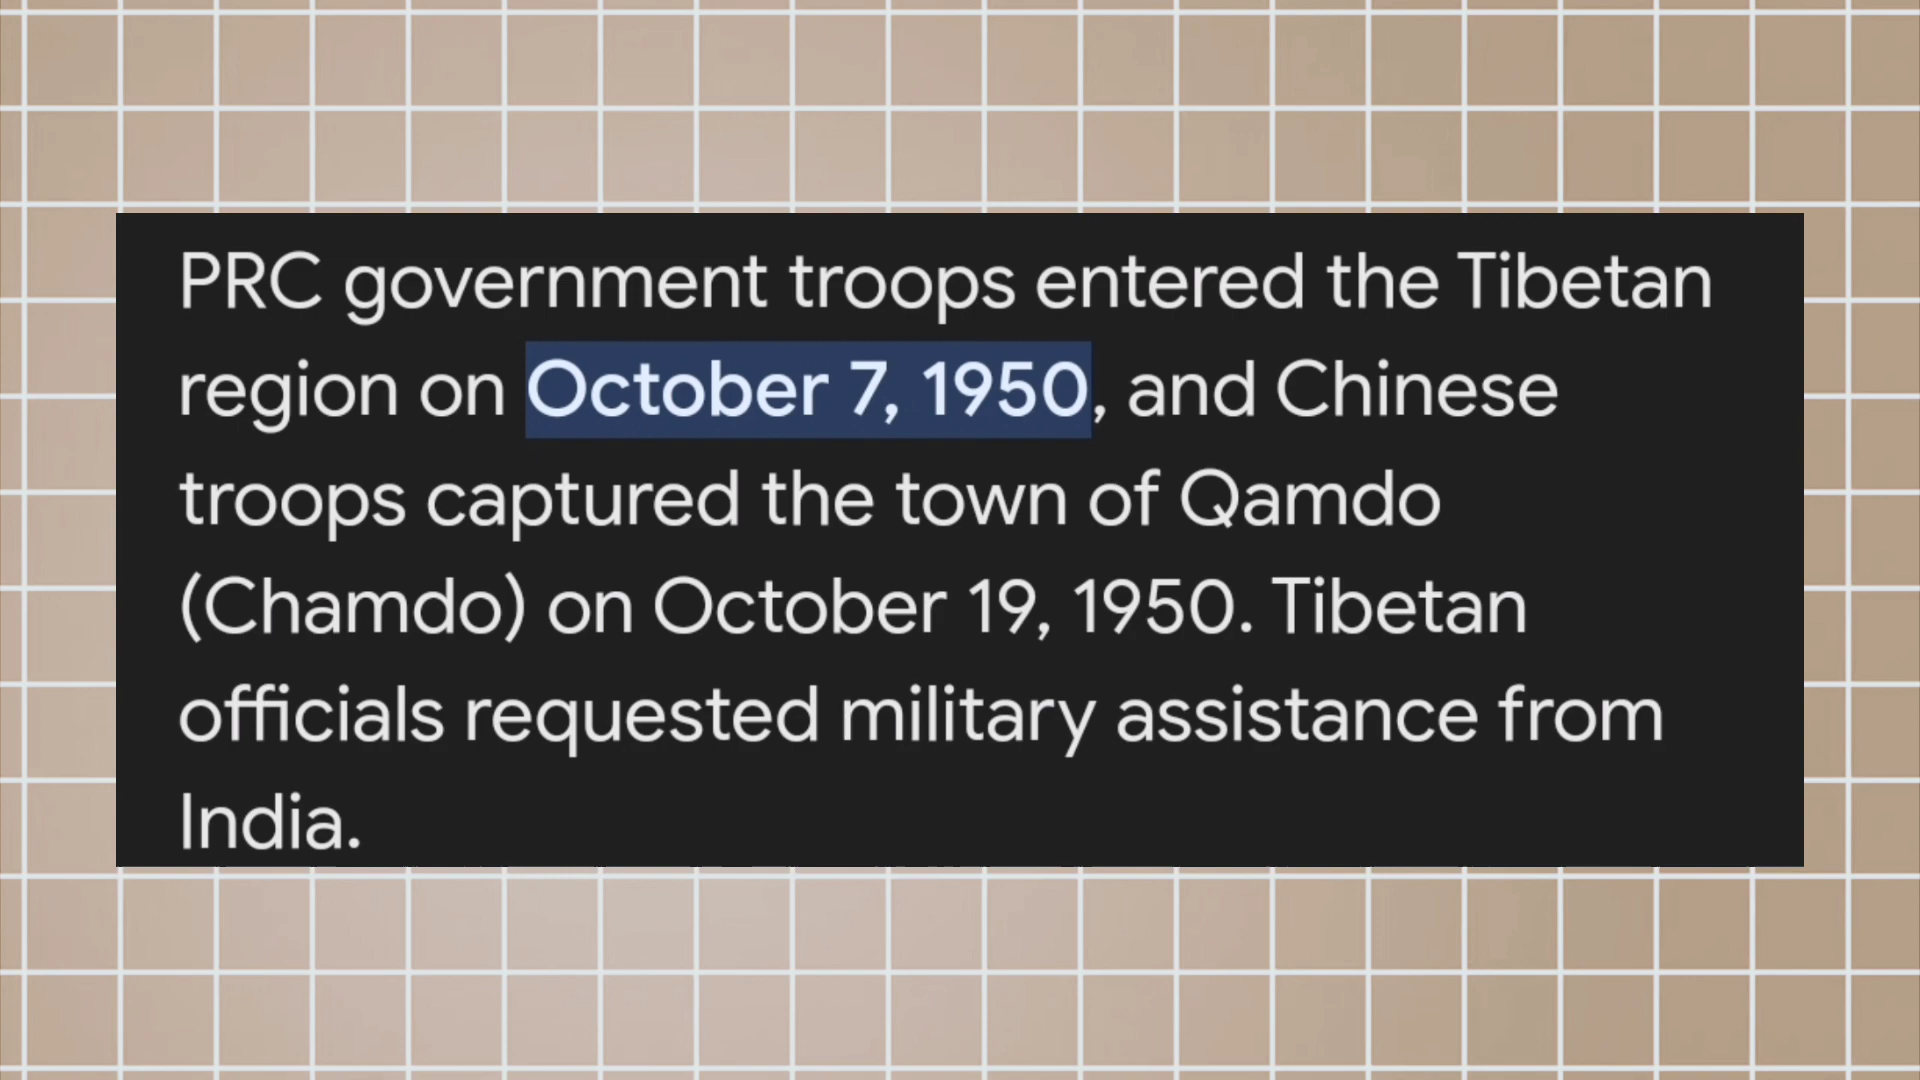 PRC government troops entered the Tibetan
region on October 7, 1950, and Chinese
troops captured the town of Qamdo
(Chamdo) on October 19, 1950. Tibetan
officials requested military assistance from
India.